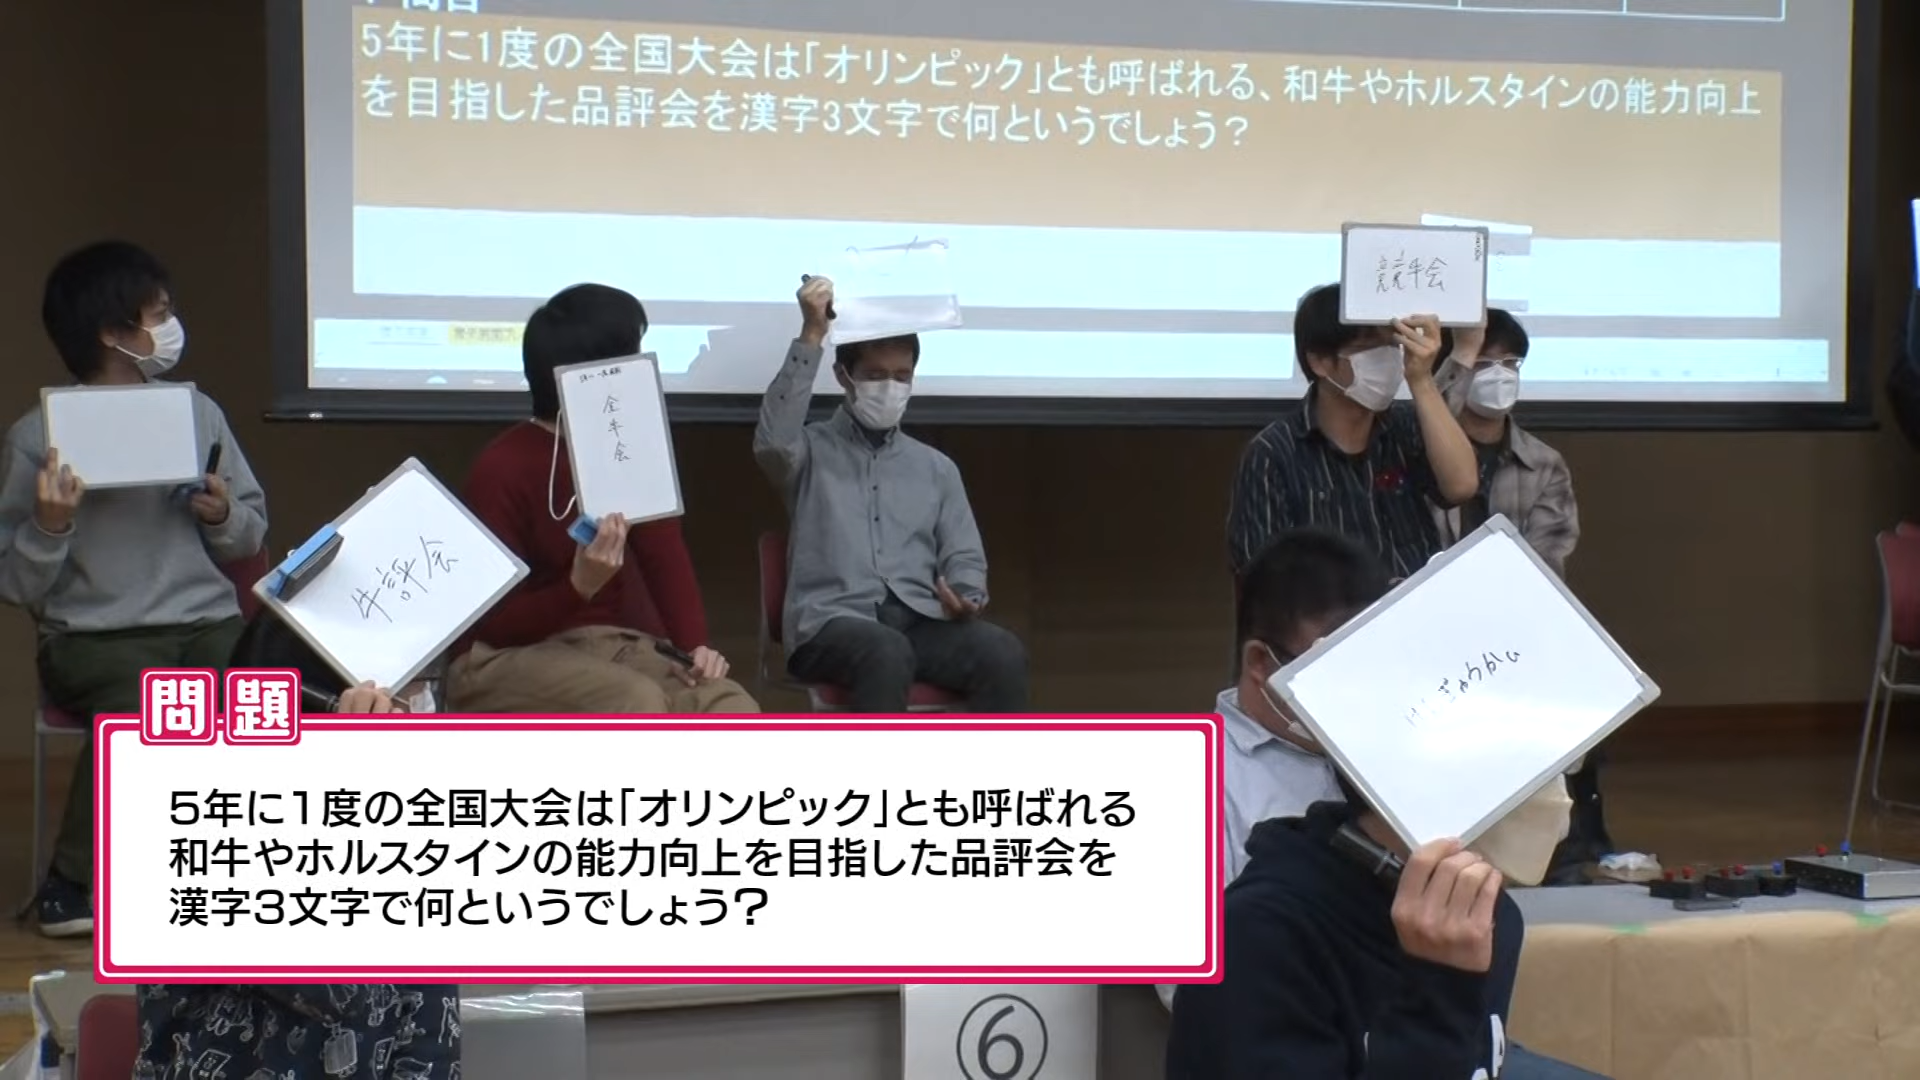 5年に1度の全国大会は「オリンピック」とも呼ばれる、和牛やホルスタインの能力向上
を目指した品評会を漢字3文字で何というでしょう？
競牛会
全牛会
牛評会
問題
5年に1度の全国大会は「オリンピック」とも呼ばれる
和牛やホルスタインの能力向上を目指した品評会を
漢字3文字で何というでしょう？
⑥